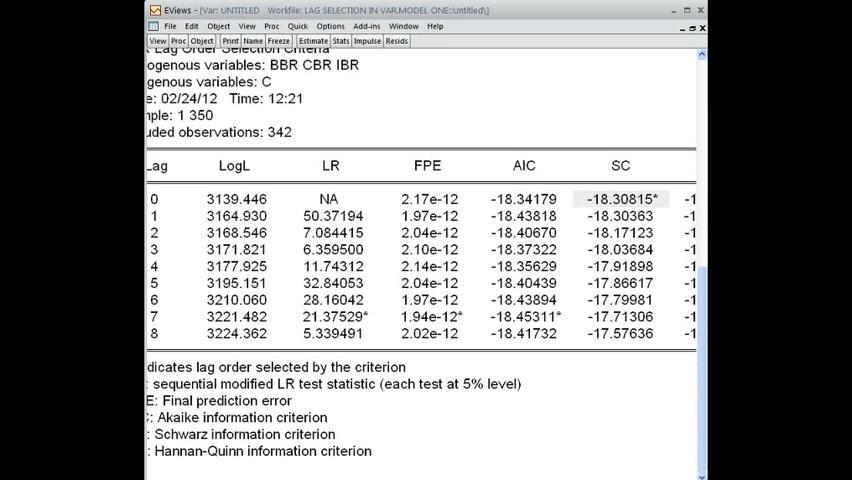 EViews - [Var: UNTITLED Workfile: LAG SELECTION IN VAR.MODEL ONE::Untitled\]
File Edit Object View Proc Quick Options Add-ins Window Help
View Proc Object Print Name Freeze Estimate Stats Impulse Resids
Lag Order Selection Criteria
ogenous variables: BBR CBR IBR
genous variables: C
e: 02/24/12 Time: 12:21
nple: 1 350
uded observations: 342
Lag LogL LR FPE AIC SC
0 3139.446 NA 2.17e-12 -18.34179 -18.30815* -1
1 3164.930 50.37194 1.97e-12 -18.43818 -18.30363 -1
2 3168.546 7.084415 2.04e-12 -18.40670 -18.17123 -1
3 3171.821 6.359500 2.10e-12 -18.37322 -18.03684 -1
4 3177.925 11.74312 2.14e-12 -18.35629 -17.91898 -1
5 3195.151 32.84053 2.04e-12 -18.40439 -17.86617 -1
6 3210.060 28.16042 1.97e-12 -18.43894 -17.79981 -1
7 3221.482 21.37529* 1.94e-12* -18.45311* -17.71306 -1
8 3224.362 5.339491 2.02e-12 -18.41732 -17.57636 -1
dicates lag order selected by the criterion
: sequential modified LR test statistic (each test at 5% level)
E: Final prediction error
: Akaike information criterion
: Schwarz information criterion
: Hannan-Quinn information criterion